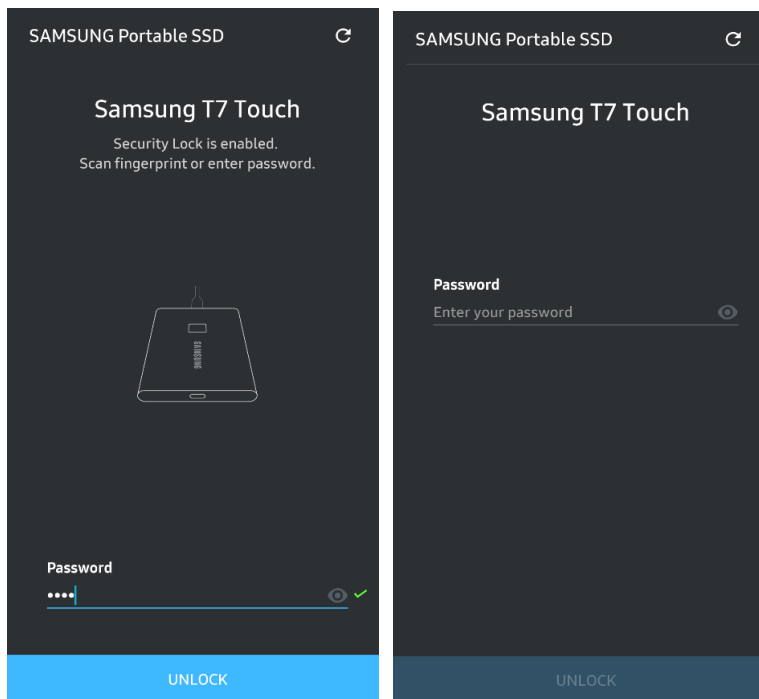 SAMSUNG Portable SSD
Samsung T7 Touch
Security Lock is enabled.
Scan fingerprint or enter password.
SAMSUNG
Password
••••
UNLOCK
SAMSUNG Portable SSD
Samsung T7 Touch
Password
Enter your password
UNLOCK